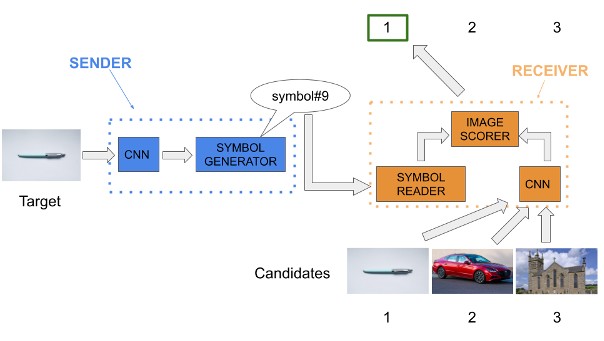 1 2 3
SENDER
RECEIVER
symbol#9
CNN
SYMBOL
GENERATOR
IMAGE
SCORER
SYMBOL
READER
CNN
Target
Candidates
1 2 3